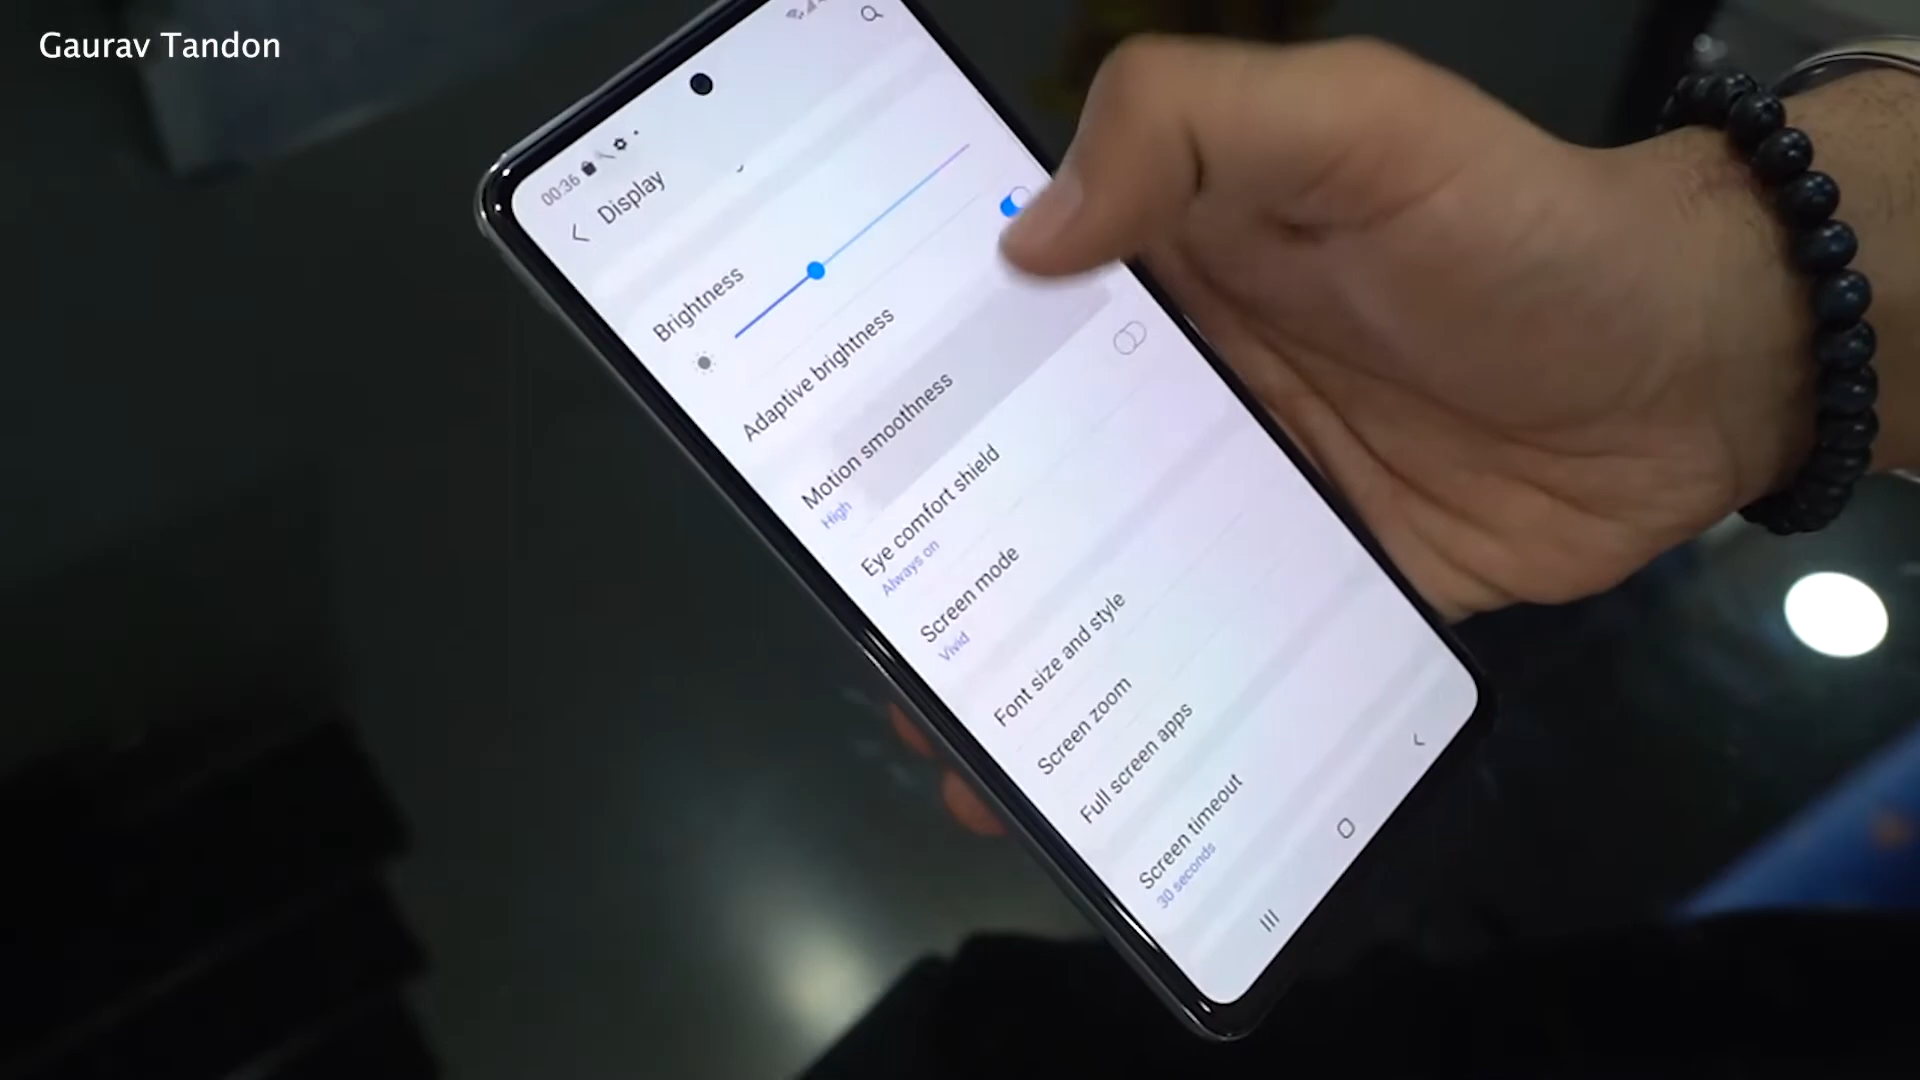 Gaurav Tandon
00:36
Display
Brightness
Adaptive brightness
Motion smoothness
High
Eye comfort shield
Always on
Screen mode
Vivid
Font size and style
Screen zoom
Full screen apps
Screen timeout
30 seconds